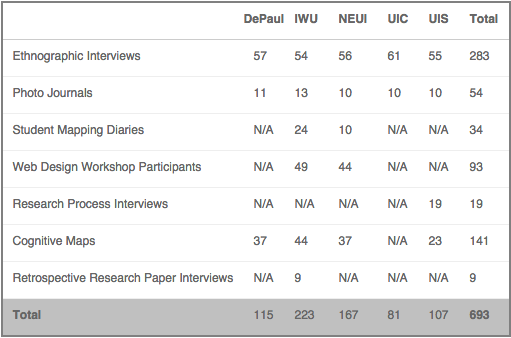 DePaul IWU NEUI UIC UIS Total
Ethnographic Interviews 57 54 56 61 55 283
Photo Journals 11 13 10 10 10 54
Student Mapping Diaries N/A 24 10 N/A N/A 34
Web Design Workshop Participants N/A 49 44 N/A N/A 93
Research Process Interviews N/A N/A N/A N/A 19 19
Cognitive Maps 37 44 37 N/A 23 141
Retrospective Research Paper Interviews N/A 9 N/A N/A N/A 9
Total 115 223 167 81 107 693